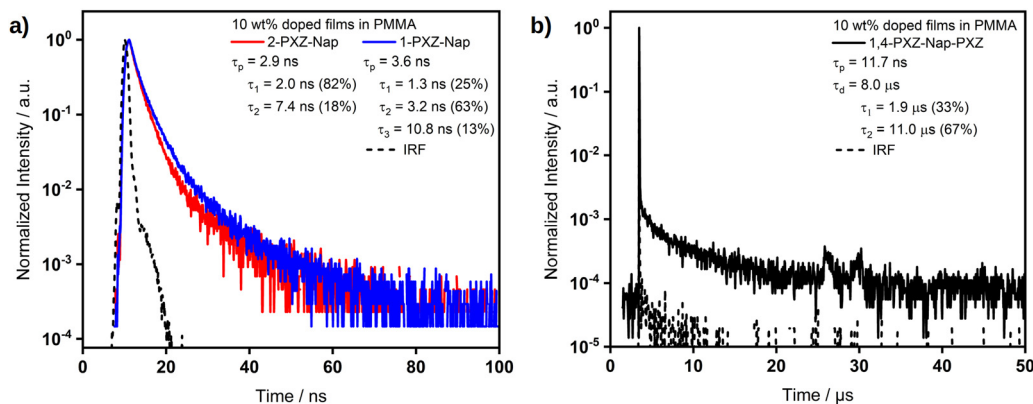 a)
10 wt% doped films in PMMA
2-PXZ-Nap 1-PXZ-Nap
τp = 2.9 ns τp = 3.6 ns
τ1 = 2.0 ns (82%) τ1 = 1.3 ns (25%)
τ2 = 7.4 ns (18%) τ2 = 3.2 ns (63%)
τ3 = 10.8 ns (13%)
IRF
Normalized Intensity / a.u.
10^0
10^-1
10^-2
10^-3
10^-4
0 20 40 60 80 100
Time / ns
b)
10 wt% doped films in PMMA
1,4-PXZ-Nap-PXZ
τp = 11.7 ns
τd = 8.0 μs
τ1 = 1.9 μs (33%)
τ2 = 11.0 μs (67%)
IRF
Normalized Intensity / a.u.
10^0
10^-1
10^-2
10^-3
10^-4
10^-5
0 10 20 30 40 50
Time / μs